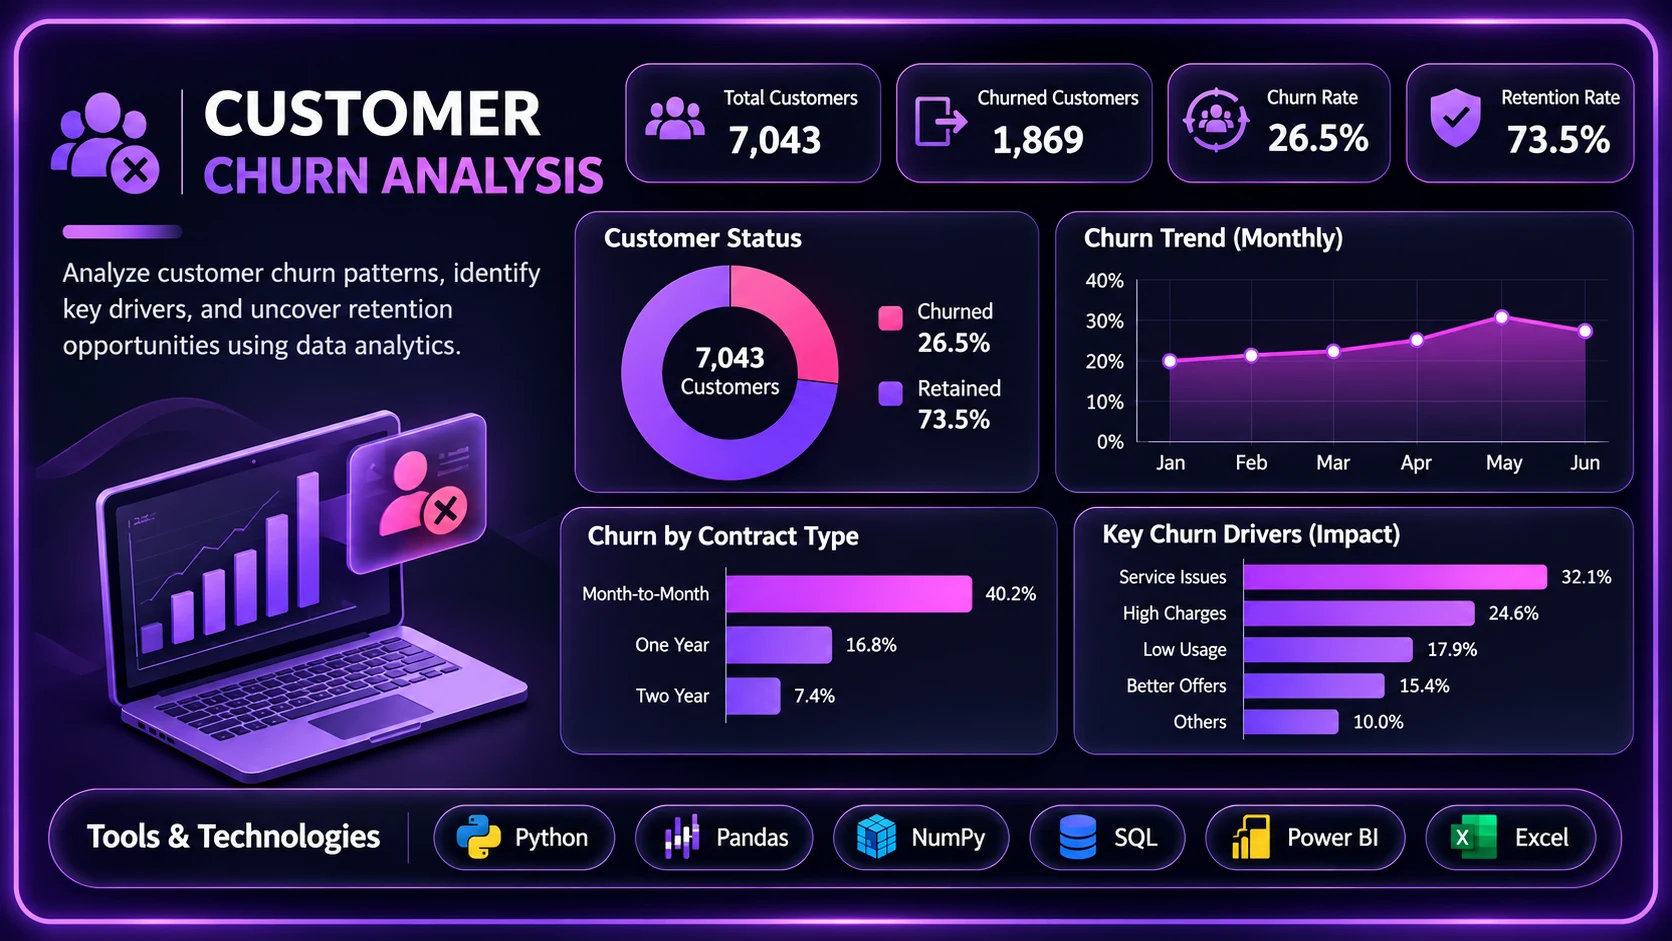 CUSTOMER
CHURN ANALYSIS
Analyze customer churn patterns, identify
key drivers, and uncover retention
opportunities using data analytics.
Total Customers
7,043
Churned Customers
1,869
Churn Rate
26.5%
Retention Rate
73.5%
Customer Status
7,043
Customers
Churned
26.5%
Retained
73.5%
Churn Trend (Monthly)
40%
30%
20%
10%
0%
Jan Feb Mar Apr May Jun
Churn by Contract Type
Month-to-Month 40.2%
One Year 16.8%
Two Year 7.4%
Key Churn Drivers (Impact)
Service Issues 32.1%
High Charges 24.6%
Low Usage 17.9%
Better Offers 15.4%
Others 10.0%
Tools & Technologies
Python
Pandas
NumPy
SQL
Power BI
X
Excel